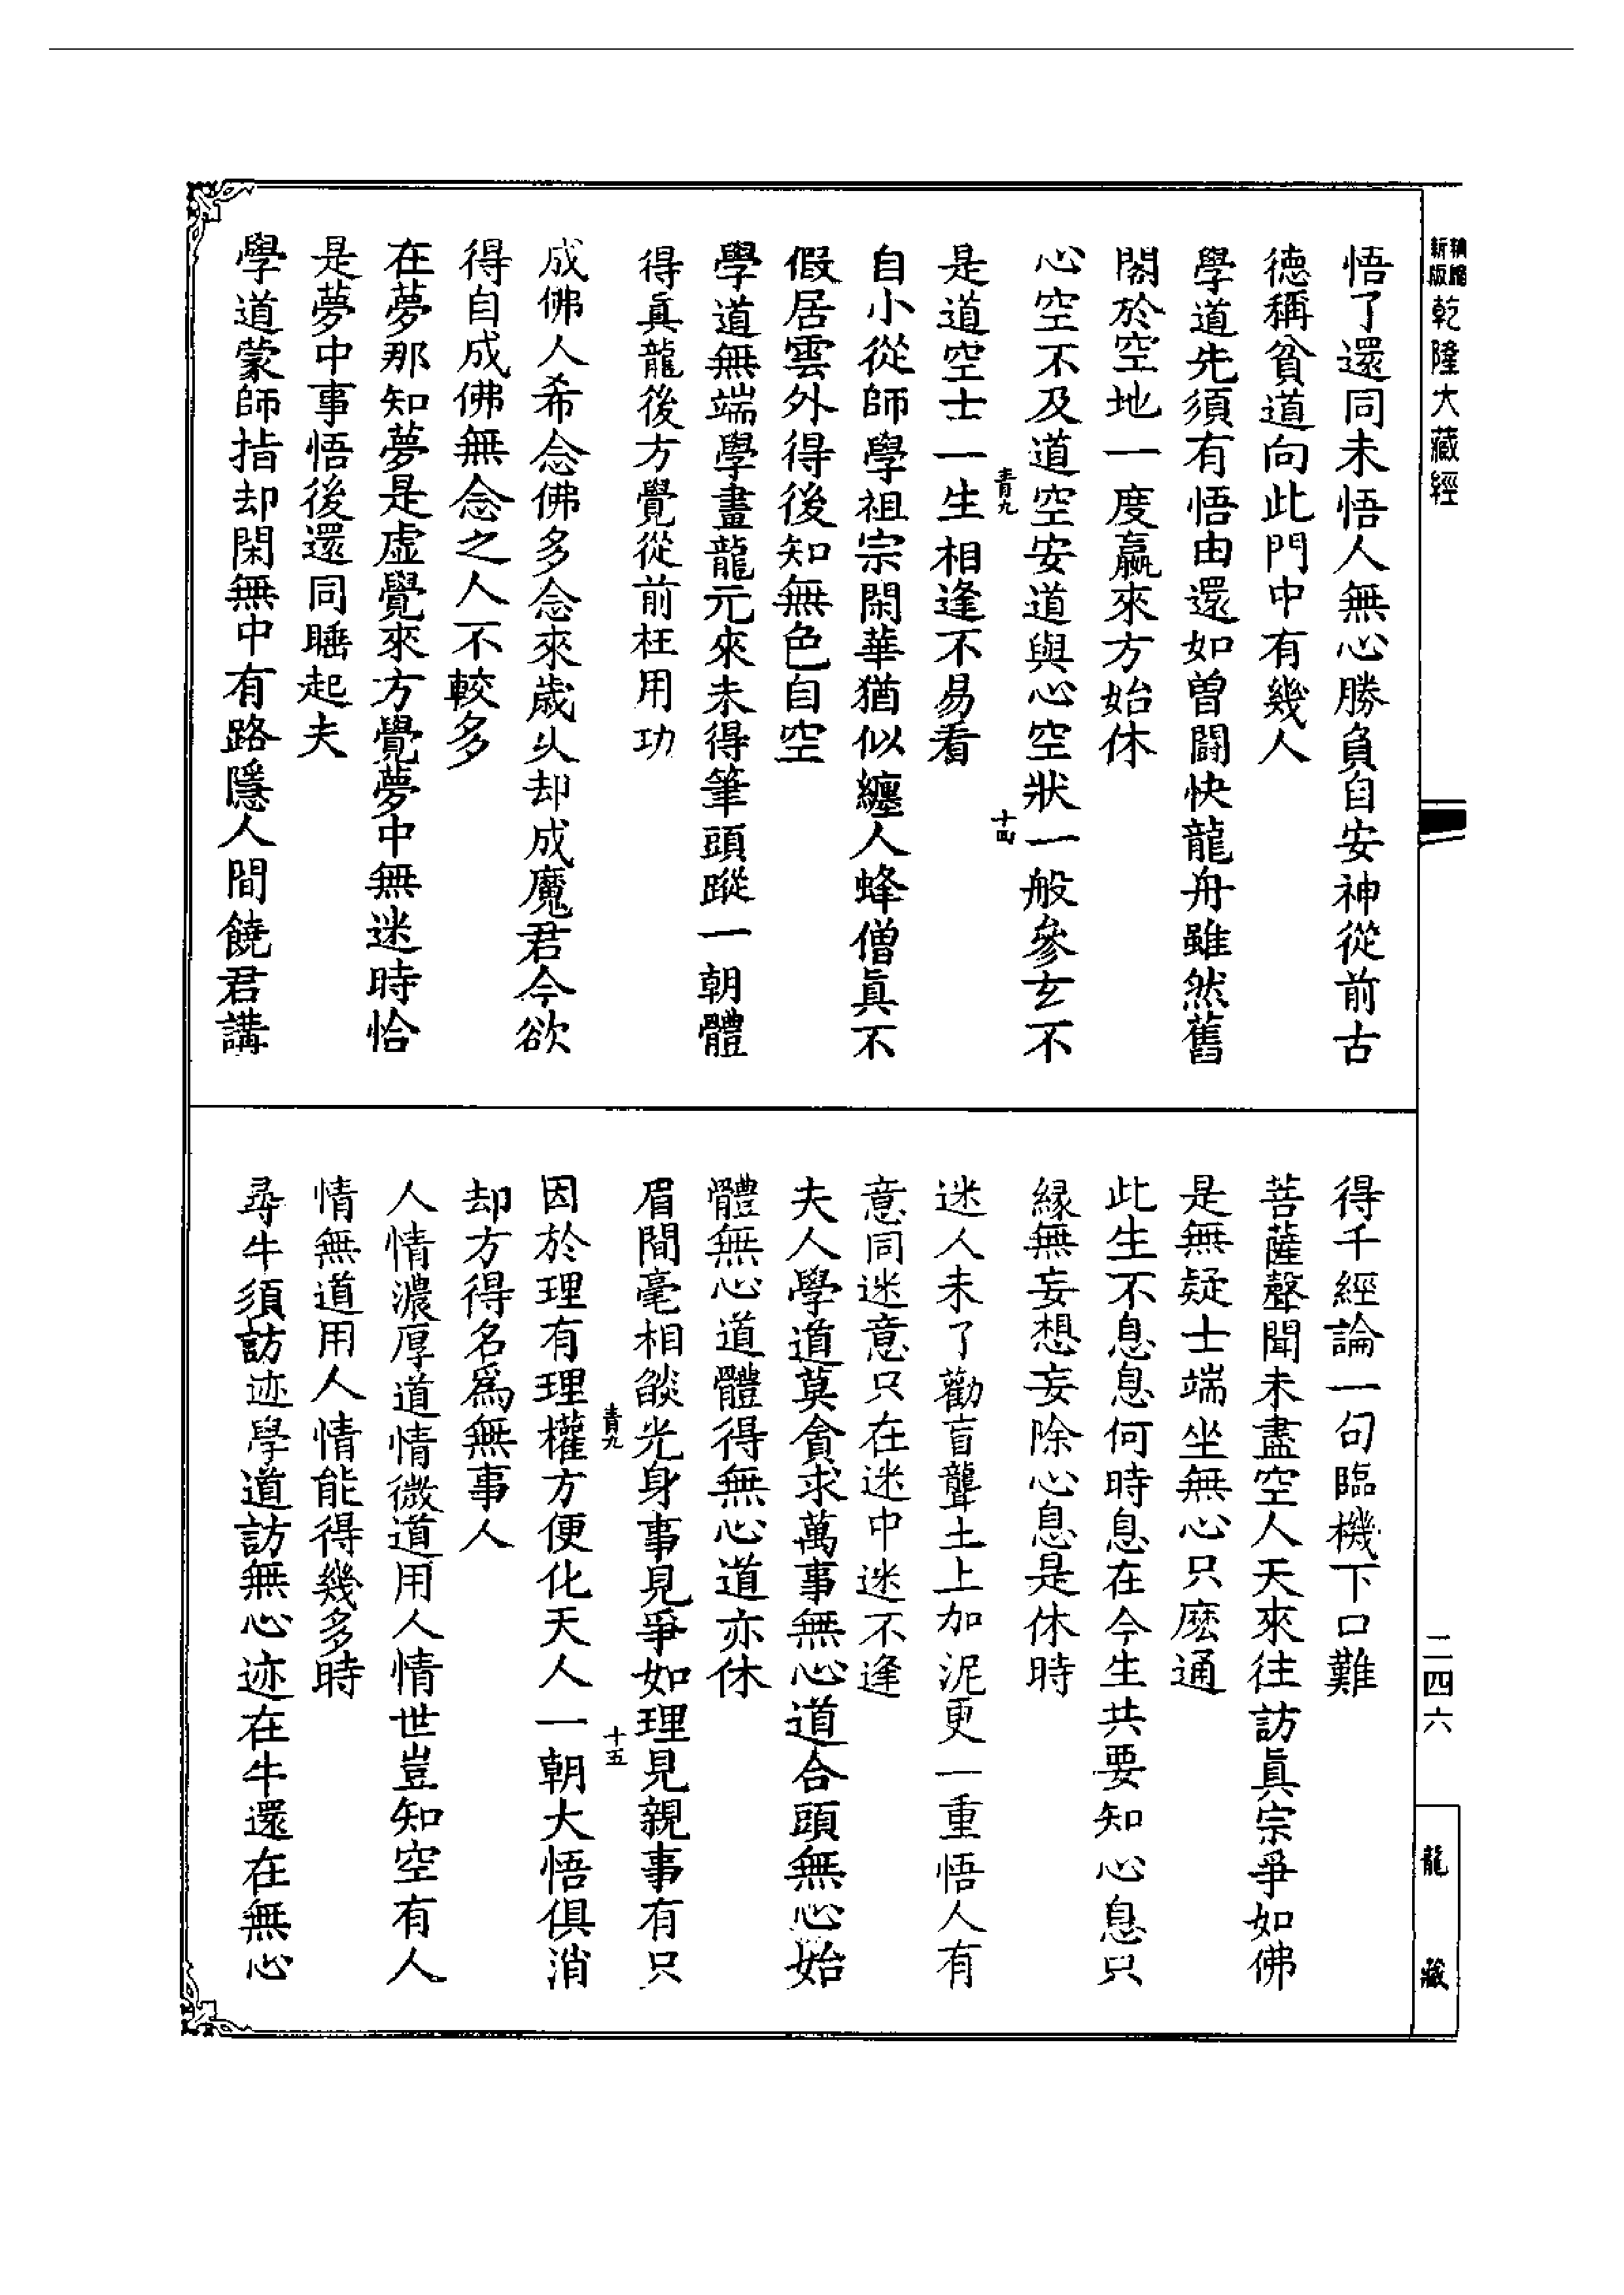 精縮
新版
乾隆大藏經
悟了還同未悟人無心勝負自安神從前古
德稱貧道向此門中有幾人
學道先須有悟由還如曽鬪快龍舟雖然舊
閣於空地一度贏來方始休
心空不及道空安道與心空狀一般參玄不
青九
十四
是道空士一生相逢不易看
自小從師學祖宗閑華猶似纏人蜂僧真不
假居雲外得後知無色自空
學道無端學畫龍元來未得筆頭蹤一朝體
得真龍後方覺從前枉用功
成佛人希念佛多念來歲乆却成魔君今欲
得自成佛無念之人不較多
在夢那知夢是虛覺來方覺夢中無迷時恰
是夢中事悟後還同睡起夫
學道蒙師指却閑無中有路隱人間饒君講
得千經論一句臨機下口難
菩薩聲聞未盡空人天來往訪真宗爭如佛
是無疑士端坐無心只麽通
此生不息息何時息在今生共要知心息只
緣無妄想妄除心息是休時
迷人未了勸盲聾土上加泥更一重悟人有
意同迷意只在迷中迷不逢
夫人學道莫貪求萬事無心道合頭無心始
體無心道體得無心道亦休
眉間毫相燄光身事見爭如理見親事有只
青九
十五
因於理有理權方便化天人一朝大悟俱消
却方得名爲無事人
人情濃厚道情微道用人情世豈知空有人
情無道用人情能得幾多時
尋牛須訪迹學道訪無心迹在牛還在無心
二四六
龍藏